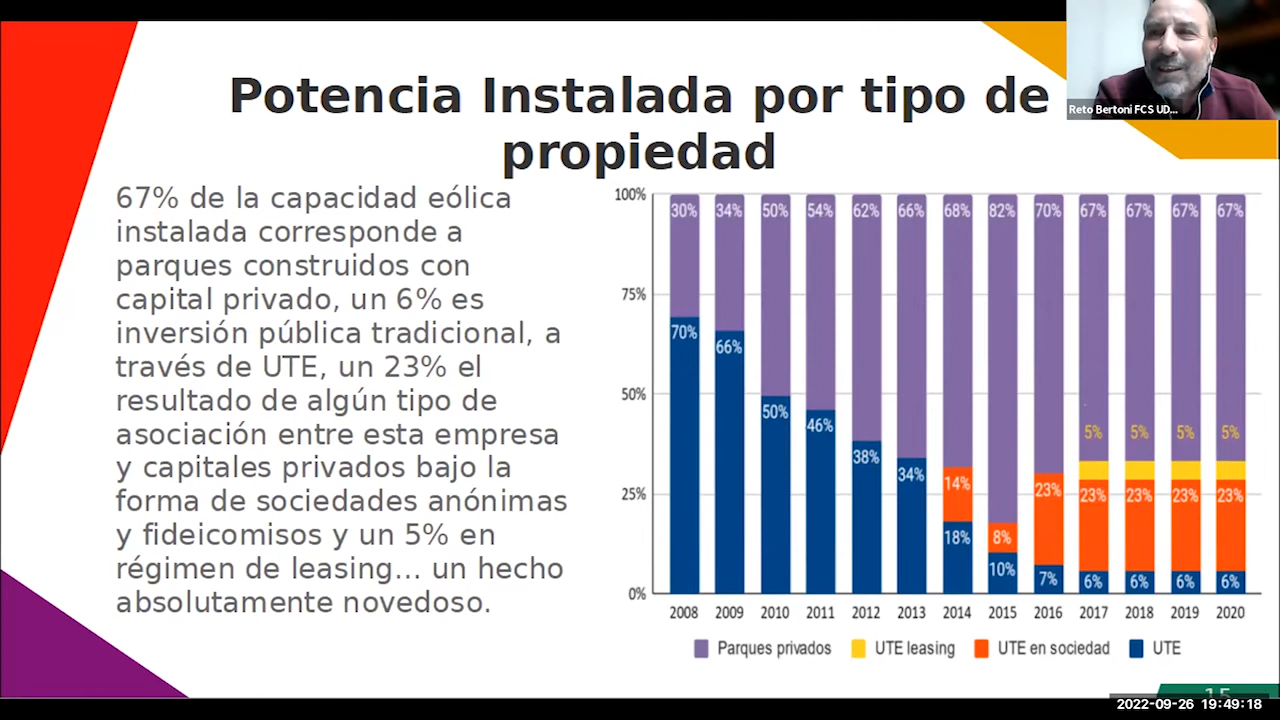 Potencia Instalada por tipo de
propiedad
Reto Bertoni FCS UD...
67% de la capacidad eólica
instalada corresponde a
parques construidos con
capital privado, un 6% es
inversión pública tradicional, a
través de UTE, un 23% el
resultado de algún tipo de
asociación entre esta empresa
y capitales privados bajo la
forma de sociedades anónimas
y fideicomisos y un 5% en
régimen de leasing... un hecho
absolutamente novedoso.
100%
75%
50%
25%
0%
30% 34% 50% 54% 62% 66% 68% 82% 70% 67% 67% 67% 67%
5% 5% 5% 5%
14% 8% 23% 23% 23% 23% 23%
70% 66% 50% 46% 38% 34% 18% 10% 7% 6% 6% 6% 6%
2008 2009 2010 2011 2012 2013 2014 2015 2016 2017 2018 2019 2020
Parques privados UTE leasing UTE en sociedad UTE
15
2022-09-26 19:49:18